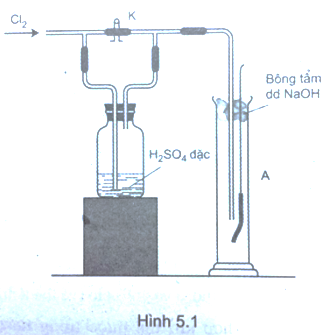 Cl₂
K
Bông tẩm
dd NaOH
H₂SO₄ đặc
A
Hình 5.1